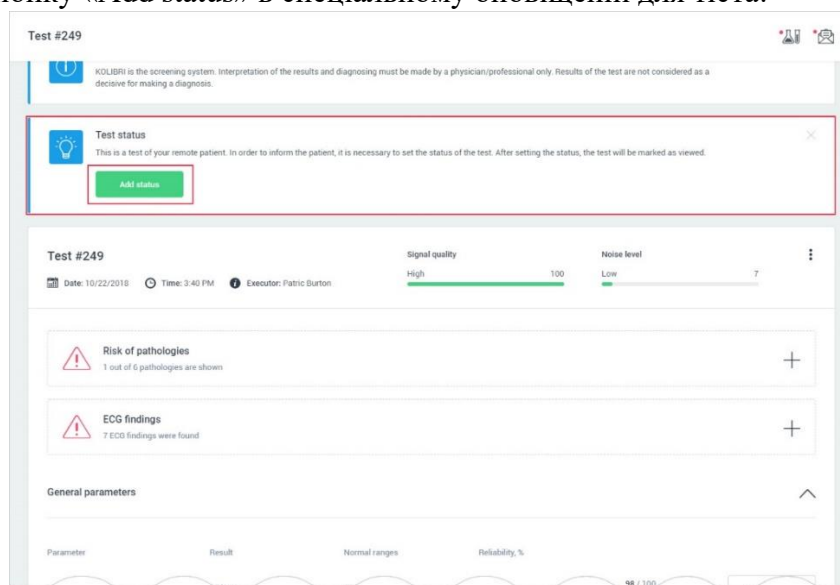 «Add status» в спеціальному оповіщенні для теста.
Test #249
KOLIBRI is the screening system. Interpretation of the results and diagnosing must be made by a physician/professional only. Results of the test are not considered as a
decisive for making a diagnosis.
Test status
This is a test of your remote patient. In order to inform the patient, it is necessary to set the status of the test. After setting the status, the test will be marked as viewed.
Add status
Test #249
Signal quality
Noise level
Date: 10/22/2018 Time: 3:40 PM Executor: Patric Burton
High 100
Low 7
Risk of pathologies
1 out of 6 pathologies are shown
ECG findings
7 ECG findings were found
General parameters
Parameter Result Normal ranges Reliability, %
98 / 100